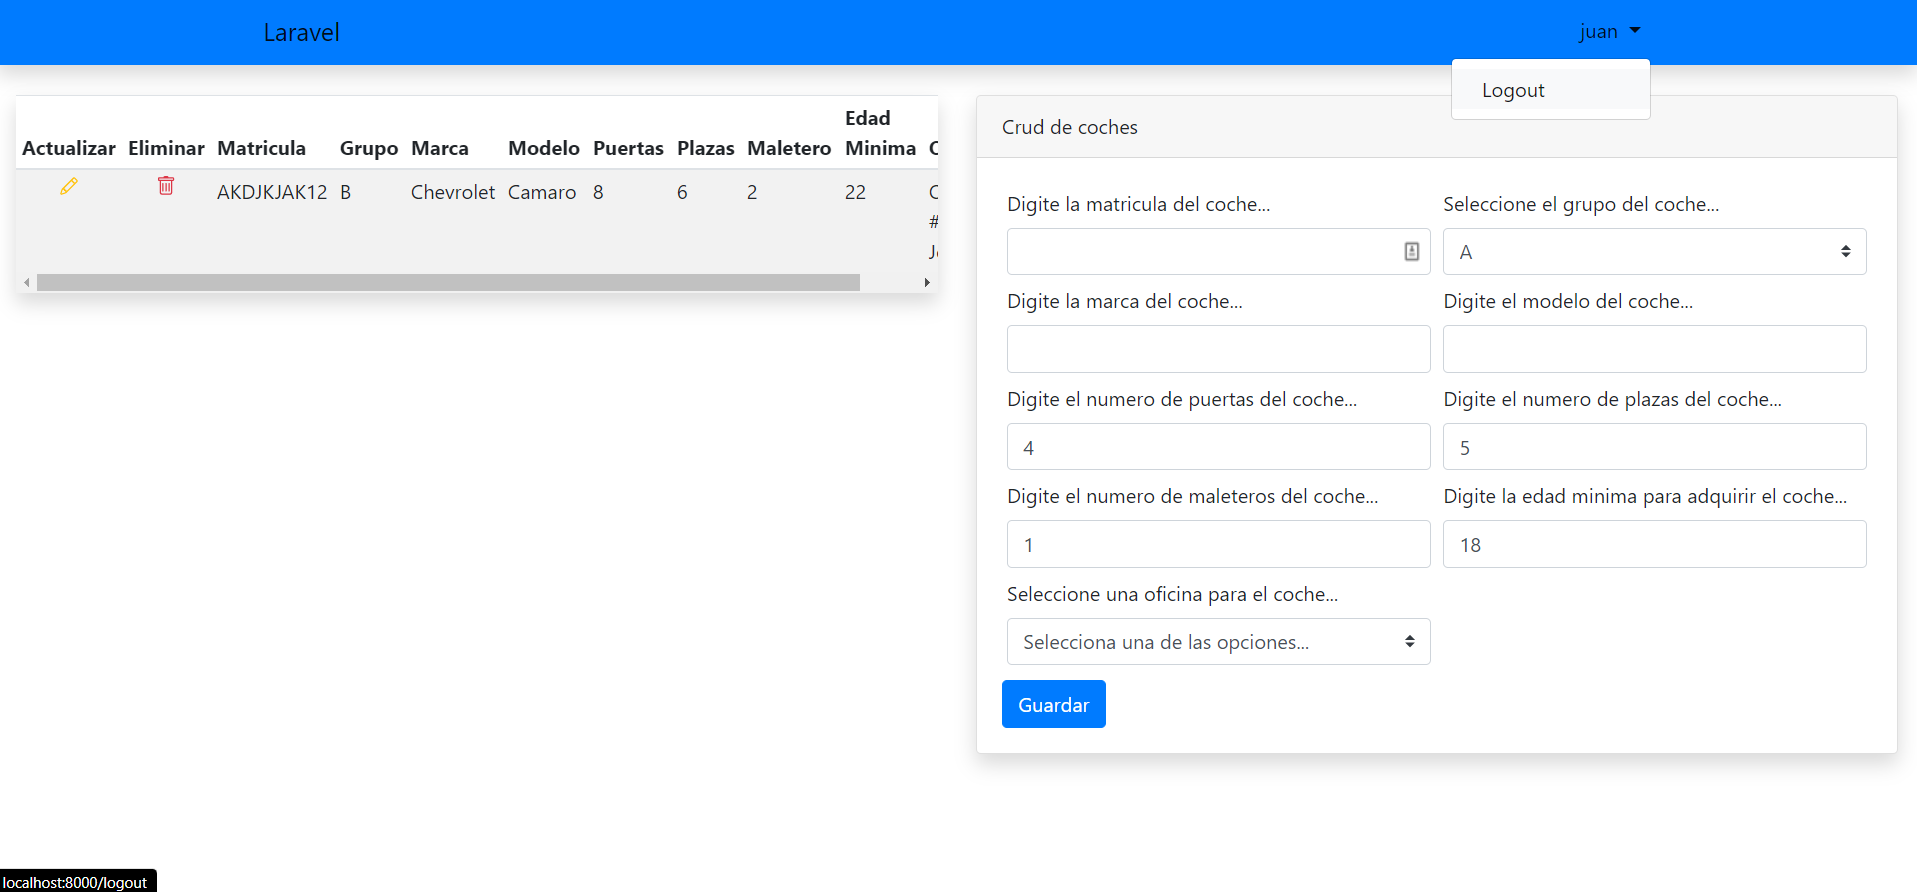 Laravel
juan
Logout
Actualizar Eliminar Matricula Grupo Marca Modelo Puertas Plazas Maletero Edad Minima
AKDJKJAK12 B Chevrolet Camaro 8 6 2 22
#
Crud de coches
Digite la matricula del coche...
Seleccione el grupo del coche...
A
Digite la marca del coche...
Digite el modelo del coche...
Digite el numero de puertas del coche...
Digite el numero de plazas del coche...
4
5
Digite el numero de maleteros del coche...
Digite la edad minima para adquirir el coche...
1
18
Seleccione una oficina para el coche...
Selecciona una de las opciones...
Guardar
localhost:8000/logout